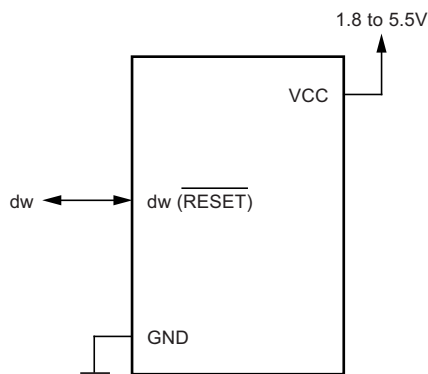 1.8 to 5.5V
VCC
dw
dw (RESET)
GND